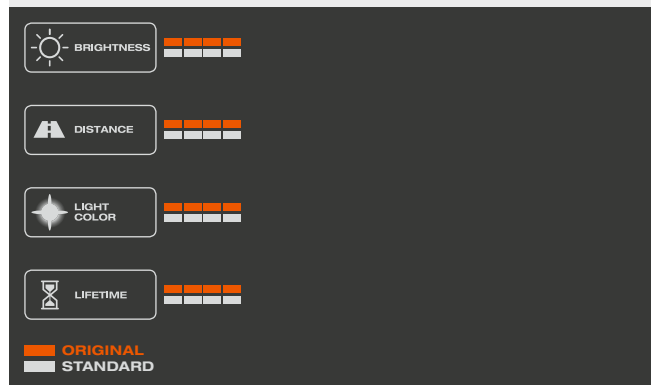 BRIGHTNESS
DISTANCE
LIGHT
COLOR
LIFETIME
ORIGINAL
STANDARD